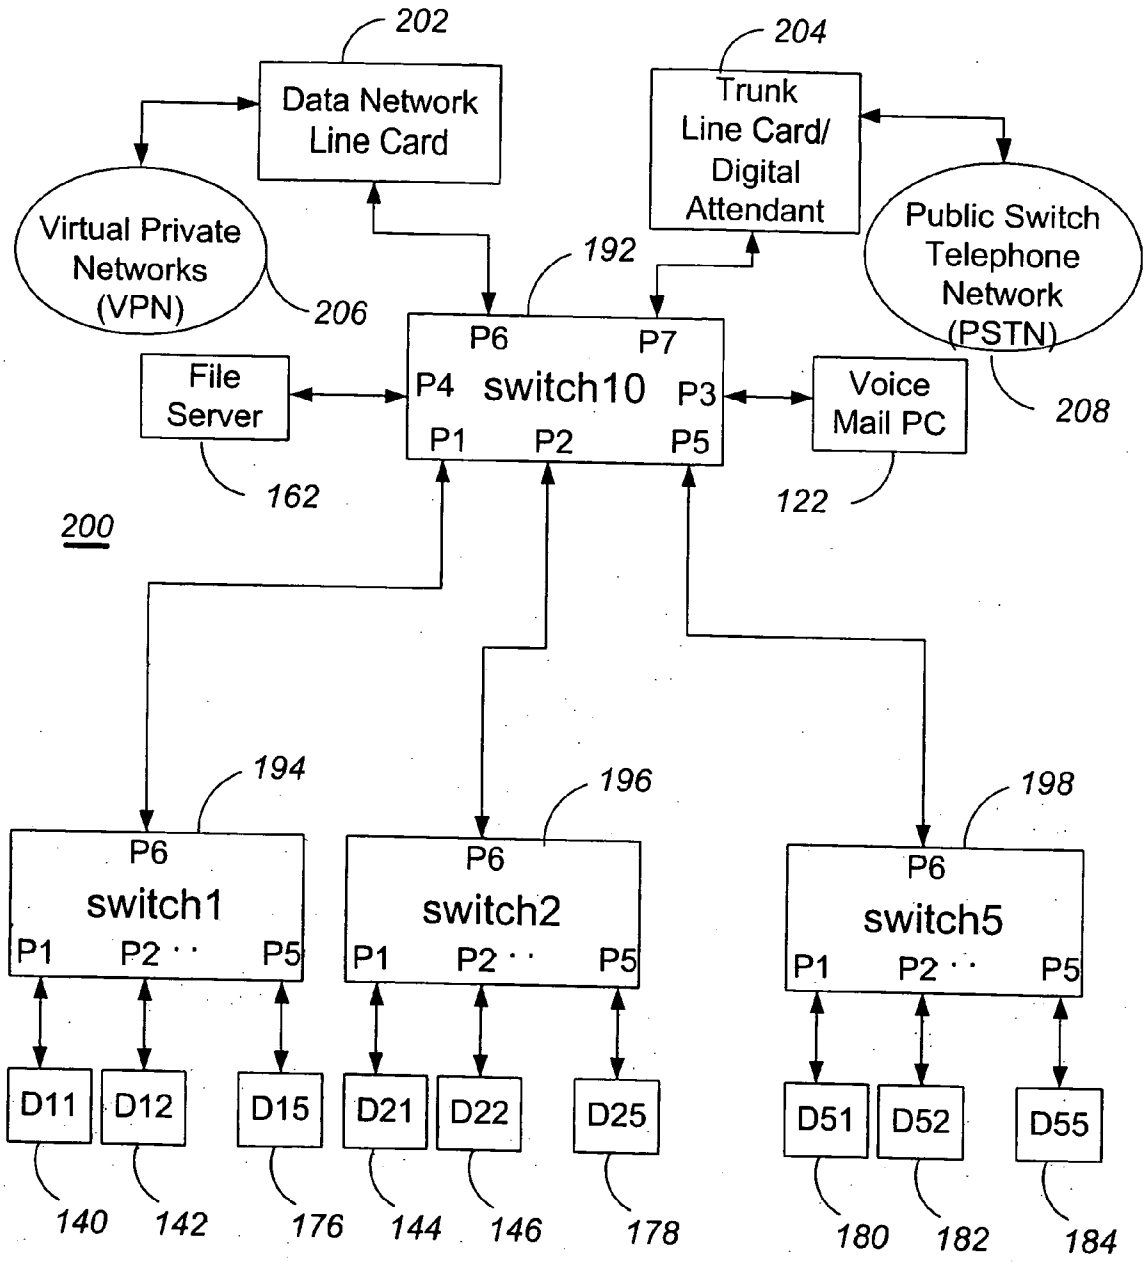 202
204
Data Network
Line Card
Trunk
Line Card/
Digital
Attendant
Virtual Private
Networks
(VPN)
206
192
Public Switch
Telephone
Network
(PSTN)
208
P6
P7
P4
switch10
P3
P1
P2
P5
File
Server
162
Voice
Mail PC
122
200
194
196
198
P6
switch1
P1
P2 ··
P5
P6
switch2
P1
P2 ··
P5
P6
switch5
P1
P2 ··
P5
D11
D12
D15
D21
D22
D25
D51
D52
D55
140
142
176
144
146
178
180
182
184